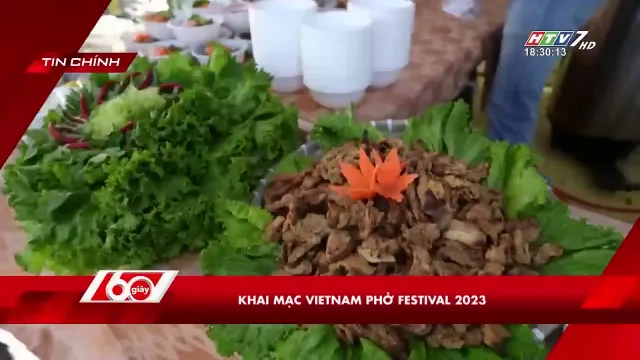 TIN CHÍNH
HTV7 HD
18:30:13
60 giây
KHAI MẠC VIETNAM PHỞ FESTIVAL 2023